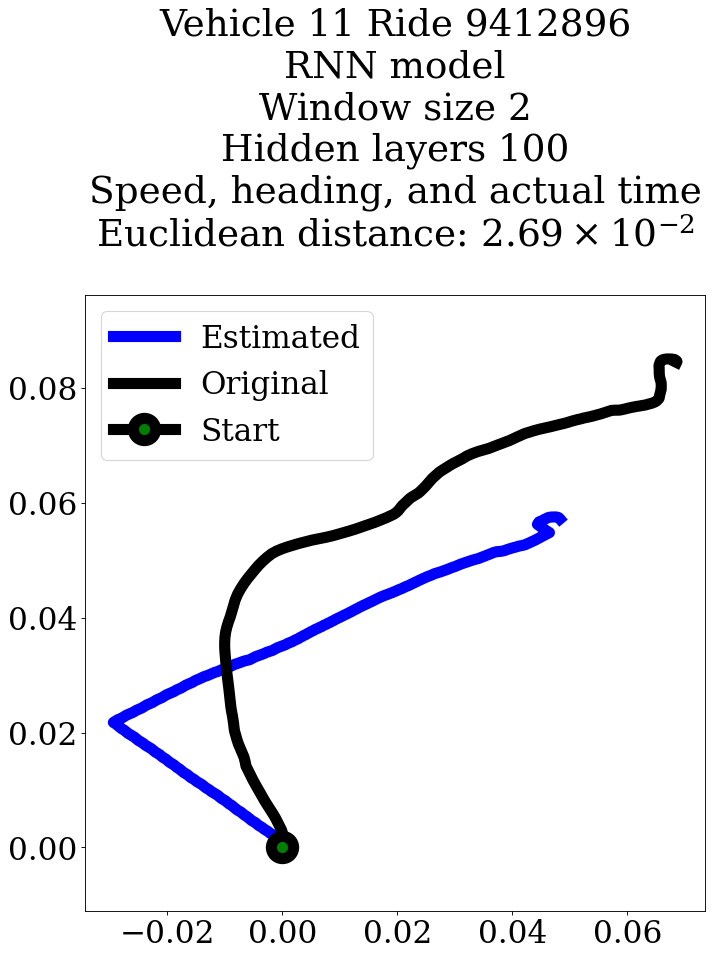 Vehicle 11 Ride 9412896
RNN model
Window size 2
Hidden layers 100
Speed, heading, and actual time
Euclidean distance: 2.69 × 10⁻²
Estimated
Original
Start
0.08
0.06
0.04
0.02
0.00
−0.02 0.00 0.02 0.04 0.06